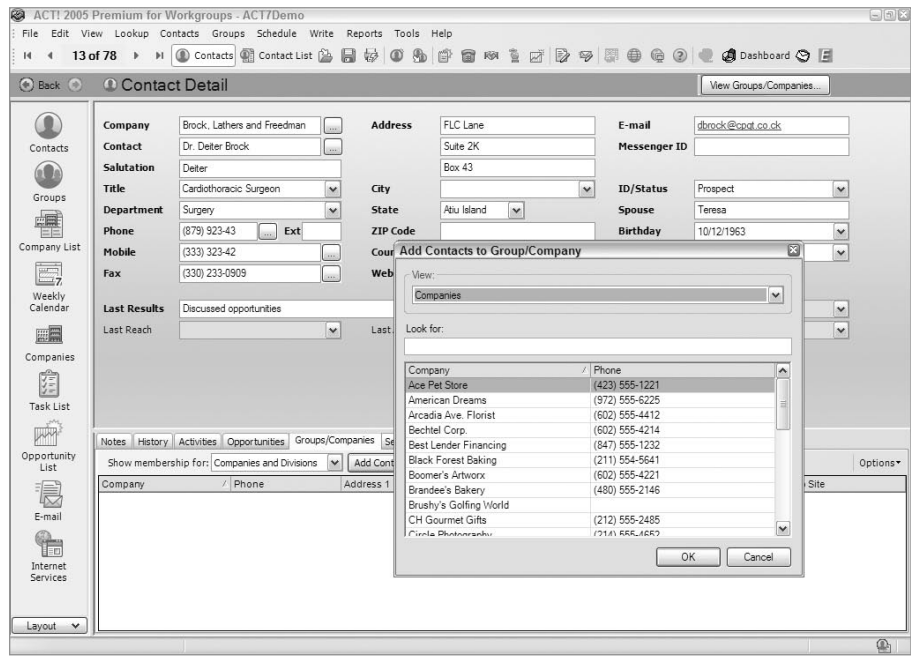 ACT! 2005 Premium for Workgroups - ACT7Demo
File Edit View Lookup Contacts Groups Schedule Write Reports Tools Help
13 of 78 Contacts Contact List Dashboard
Back Contact Detail View Groups/Companies...
Contacts
Groups
Company List
Weekly
Calendar
Companies
Task List
Opportunity
List
E-mail
Internet
Services
Layout
Company Brock, Lathers and Freedman ... Address FLC Lane E-mail dbrock@cpqt.co.ck
Contact Dr. Deiter Brock ... Suite 2K Messenger ID
Salutation Deiter Box 43
Title Cardiothoracic Surgeon City ID/Status Prospect
Department Surgery State Atiu Island Spouse Teresa
Phone (879) 923-43 ... Ext ZIP Code Birthday 10/12/1963
Mobile (333) 323-42 ... Cour
Fax (330) 233-0909 ... Web
Last Results Discussed opportunities
Last Reach Last
Notes History Activities Opportunities Groups/Companies Se
Show membership for: Companies and Divisions Add Cont Options
Company / Phone Address 1 Site
Add Contacts to Group/Company
View:
Companies
Look for:
Company / Phone
Ace Pet Store (423) 555-1221
American Dreams (972) 555-6225
Arcadia Ave. Florist (602) 555-4412
Bechtel Corp. (602) 555-4214
Best Lender Financing (847) 555-1232
Black Forest Baking (211) 554-5641
Boomer's Artworx (602) 555-4221
Brandee's Bakery (480) 555-2146
Brushy's Golfing World
CH Gourmet Gifts (212) 555-2485
Circle Photography (214) 555-4652
OK Cancel